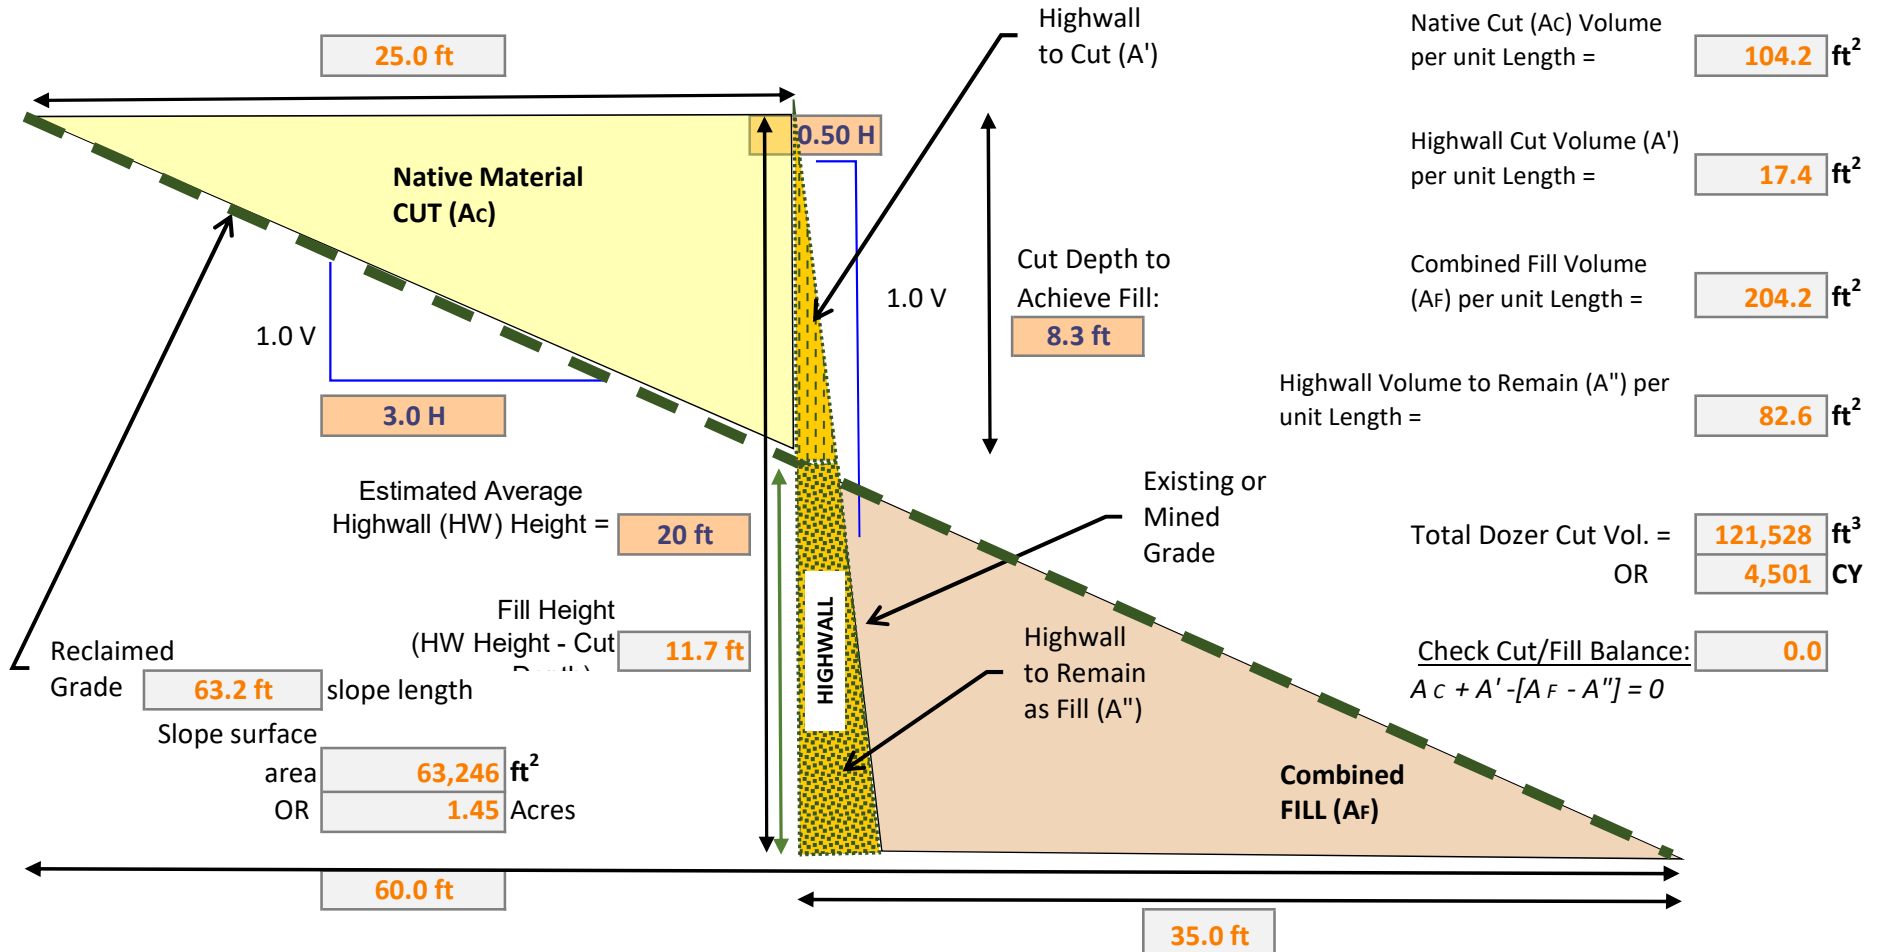 25.0 ft
Highwall
to Cut (A')
Native Cut (AC) Volume
per unit Length =
104.2 ft²
0.50 H
Highwall Cut Volume (A')
per unit Length =
17.4 ft²
Native Material
CUT (AC)
Cut Depth to
Achieve Fill:
8.3 ft
1.0 V
Combined Fill Volume
(AF) per unit Length =
204.2 ft²
1.0 V
3.0 H
Highwall Volume to Remain (A") per
unit Length =
82.6 ft²
Estimated Average
Highwall (HW) Height =
20 ft
Existing or
Mined
Grade
Total Dozer Cut Vol. =
121,528 ft³
OR
4,501 CY
Fill Height
(HW Height - Cut
11.7 ft
HIGHWALL
Highwall
to Remain
as Fill (A")
Check Cut/Fill Balance:
0.0
A C + A' -[A F - A"] = 0
Reclaimed
Grade
63.2 ft
slope length
Slope surface
area
63,246 ft²
OR
1.45 Acres
Combined
FILL (AF)
60.0 ft
35.0 ft